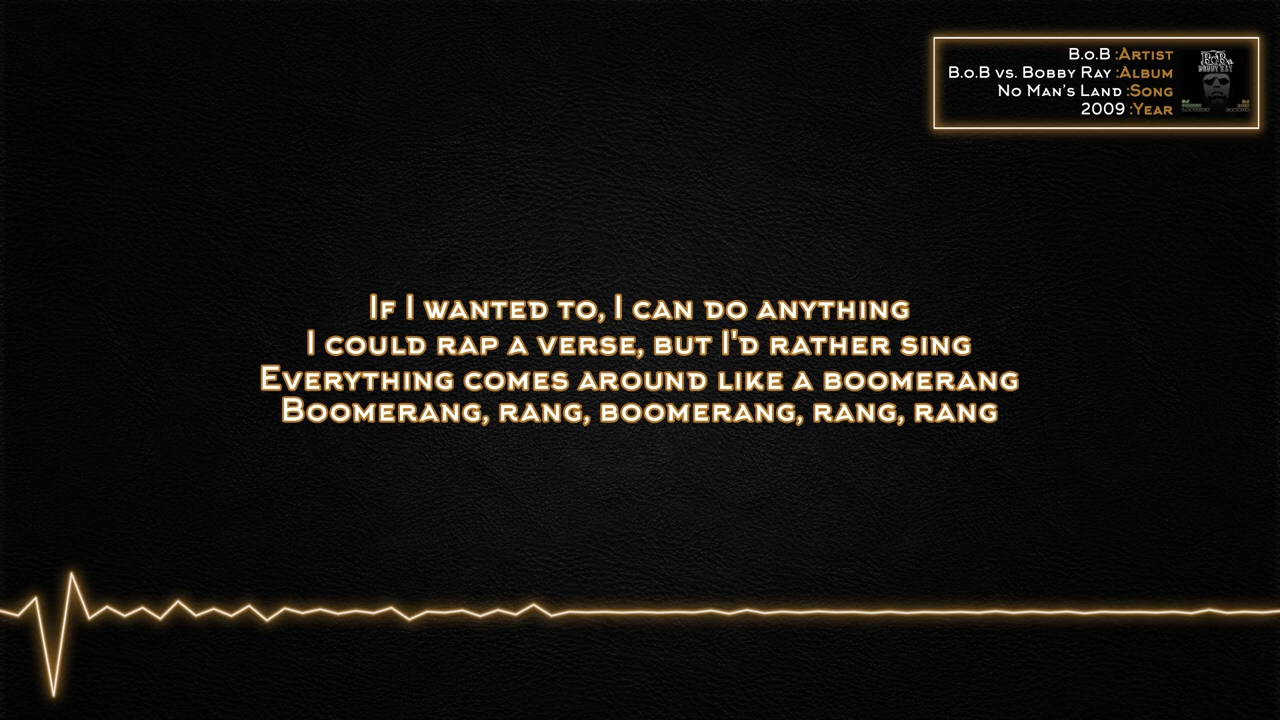 B.o.B :Artist
B.o.B vs. Bobby Ray :Album
No Man's Land :Song
2009 :Year
If I wanted to, I can do anything
I could rap a verse, but I'd rather sing
Everything comes around like a boomerang
Boomerang, rang, boomerang, rang, rang